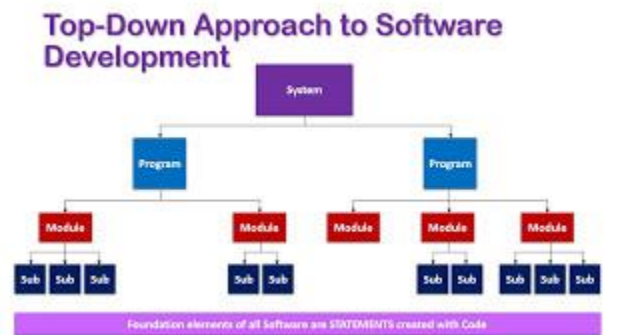 Top-Down Approach to Software
Development
System
Program Program
Module Module Module Module Module
Sub Sub Sub Sub Sub Sub Sub Sub Sub Sub
Foundation elements of all Software are STATEMENTS created with Code